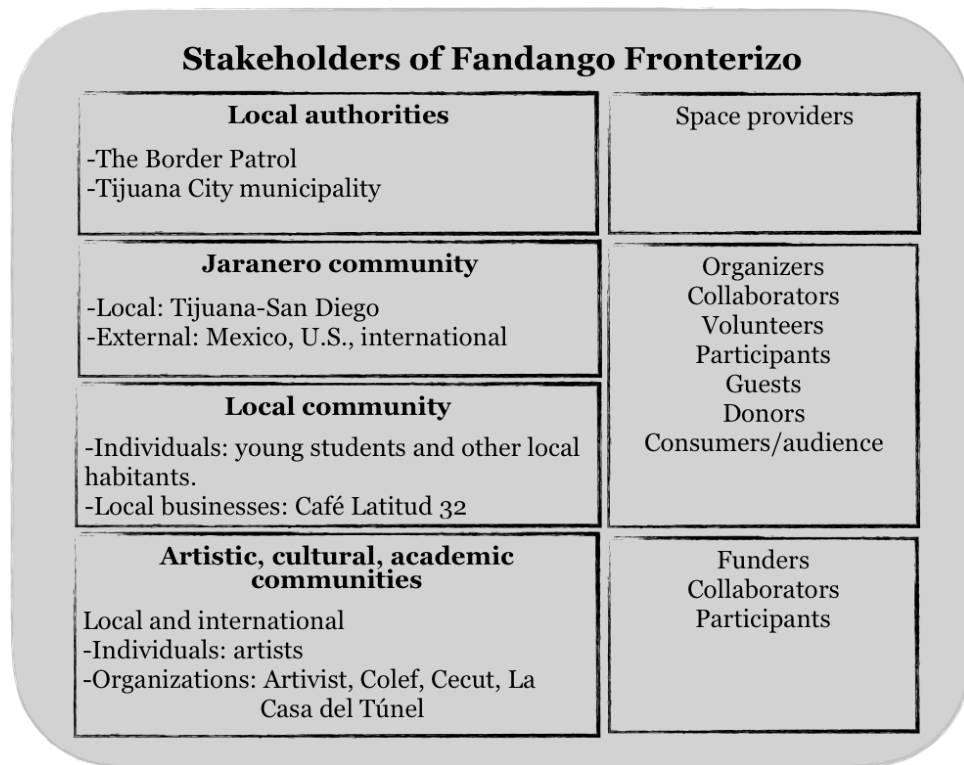 Stakeholders of Fandango Fronterizo
Local authorities
-The Border Patrol
-Tijuana City municipality
Space providers
Jaranero community
-Local: Tijuana-San Diego
-External: Mexico, U.S., international
Local community
-Individuals: young students and other local
habitants.
-Local businesses: Café Latitud 32
Organizers
Collaborators
Volunteers
Participants
Guests
Donors
Consumers/audience
Artistic, cultural, academic
communities
Local and international
-Individuals: artists
-Organizations: Artivist, Colef, Cecut, La
Casa del Túnel
Funders
Collaborators
Participants